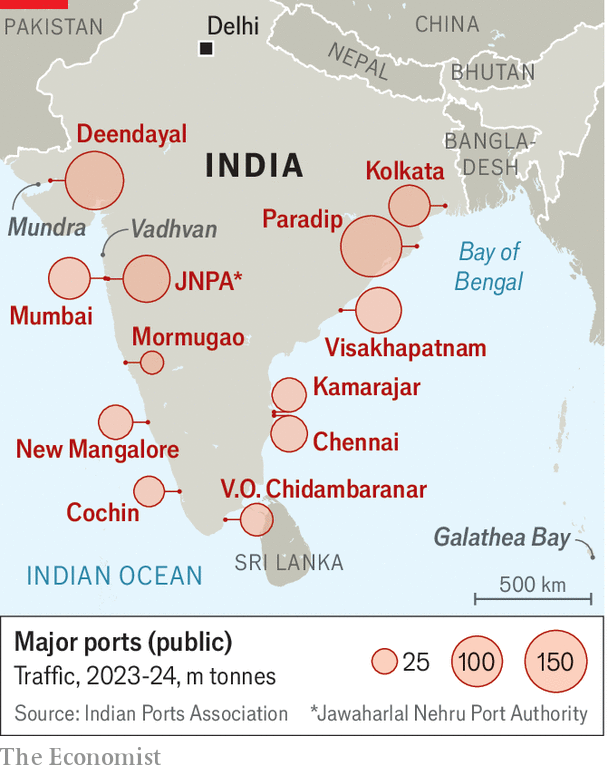 PAKISTAN
Delhi
CHINA
NEPAL
BHUTAN
BANGLA-
DESH
Deendayal
INDIA
Kolkata
Mundra
Vadhvan
Paradip
Bay of
Bengal
JNPA*
Mumbai
Mormugao
Visakhapatnam
Kamarajar
New Mangalore
Chennai
Cochin
V.O. Chidambaranar
Galathea Bay
INDIAN OCEAN
SRI LANKA
500 km
Major ports (public)
Traffic, 2023-24, m tonnes
25
100
150
Source: Indian Ports Association
*Jawaharlal Nehru Port Authority
The Economist